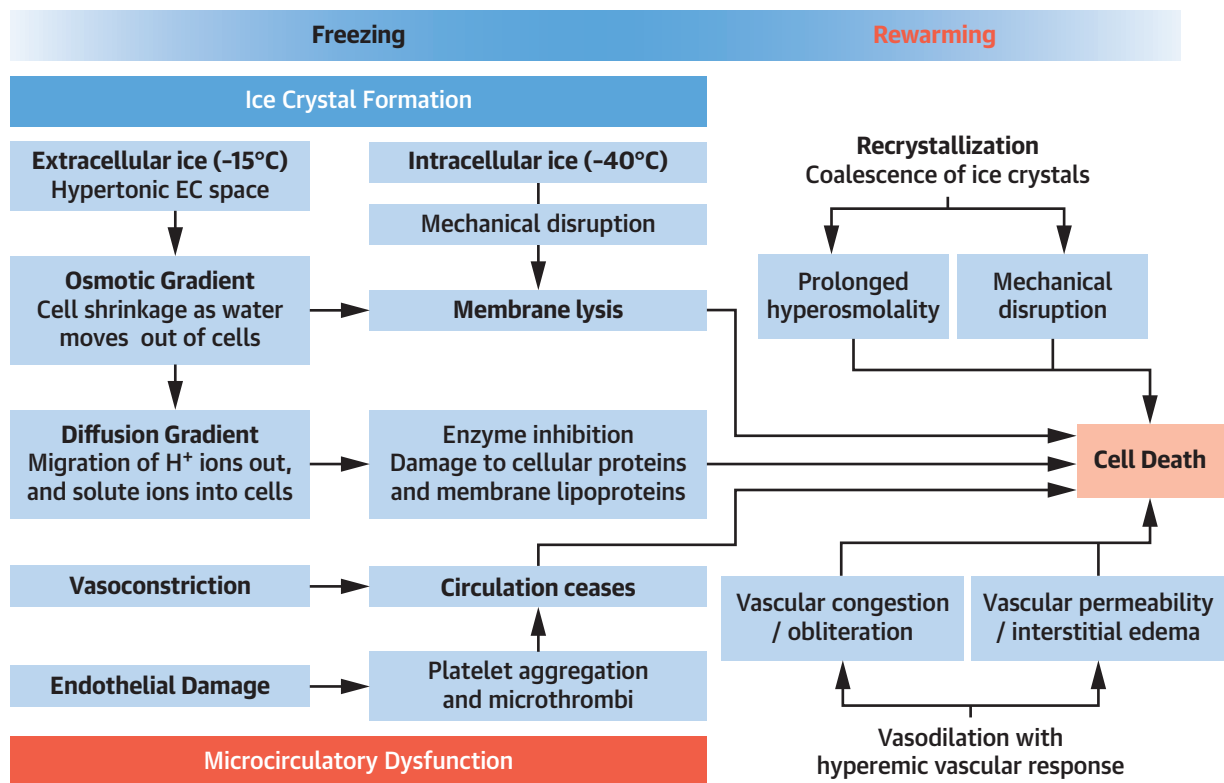 Freezing
Rewarming
Ice Crystal Formation
Extracellular ice (-15°C)
Hypertonic EC space
Intracellular ice (-40°C)
Mechanical disruption
Osmotic Gradient
Cell shrinkage as water
moves out of cells
Membrane lysis
Diffusion Gradient
Migration of H⁺ ions out,
and solute ions into cells
Enzyme inhibition
Damage to cellular proteins
and membrane lipoproteins
Vasoconstriction
Circulation ceases
Endothelial Damage
Platelet aggregation
and microthrombi
Microcirculatory Dysfunction
Recrystallization
Coalescence of ice crystals
Prolonged
hyperosmolality
Mechanical
disruption
Cell Death
Vascular congestion
/ obliteration
Vascular permeability
/ interstitial edema
Vasodilation with
hyperemic vascular response